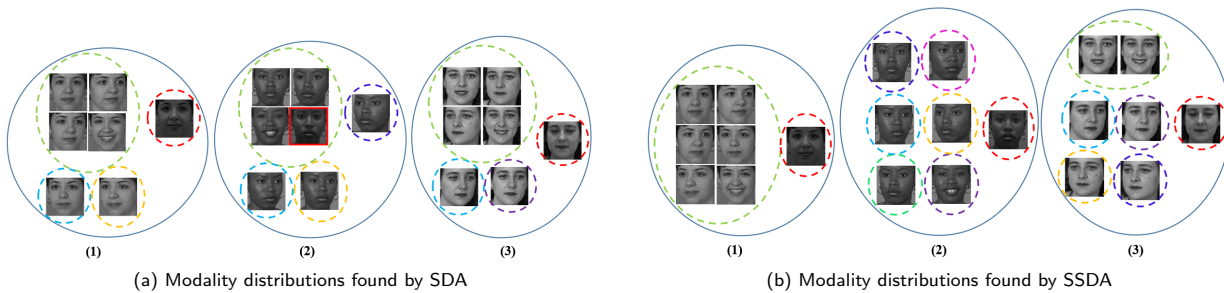 (1) (2) (3)
(a) Modality distributions found by SDA
(1) (2) (3)
(b) Modality distributions found by SSDA